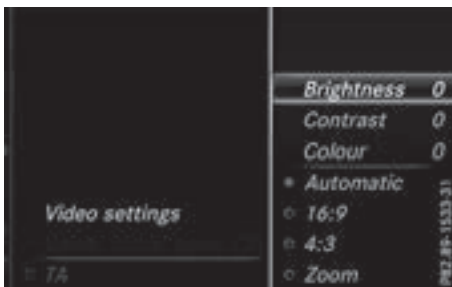 Brightness 0
Contrast 0
Colour 0
Automatic
16:9
4:3
Zoom
Video settings
TA
P82.89-1533-31